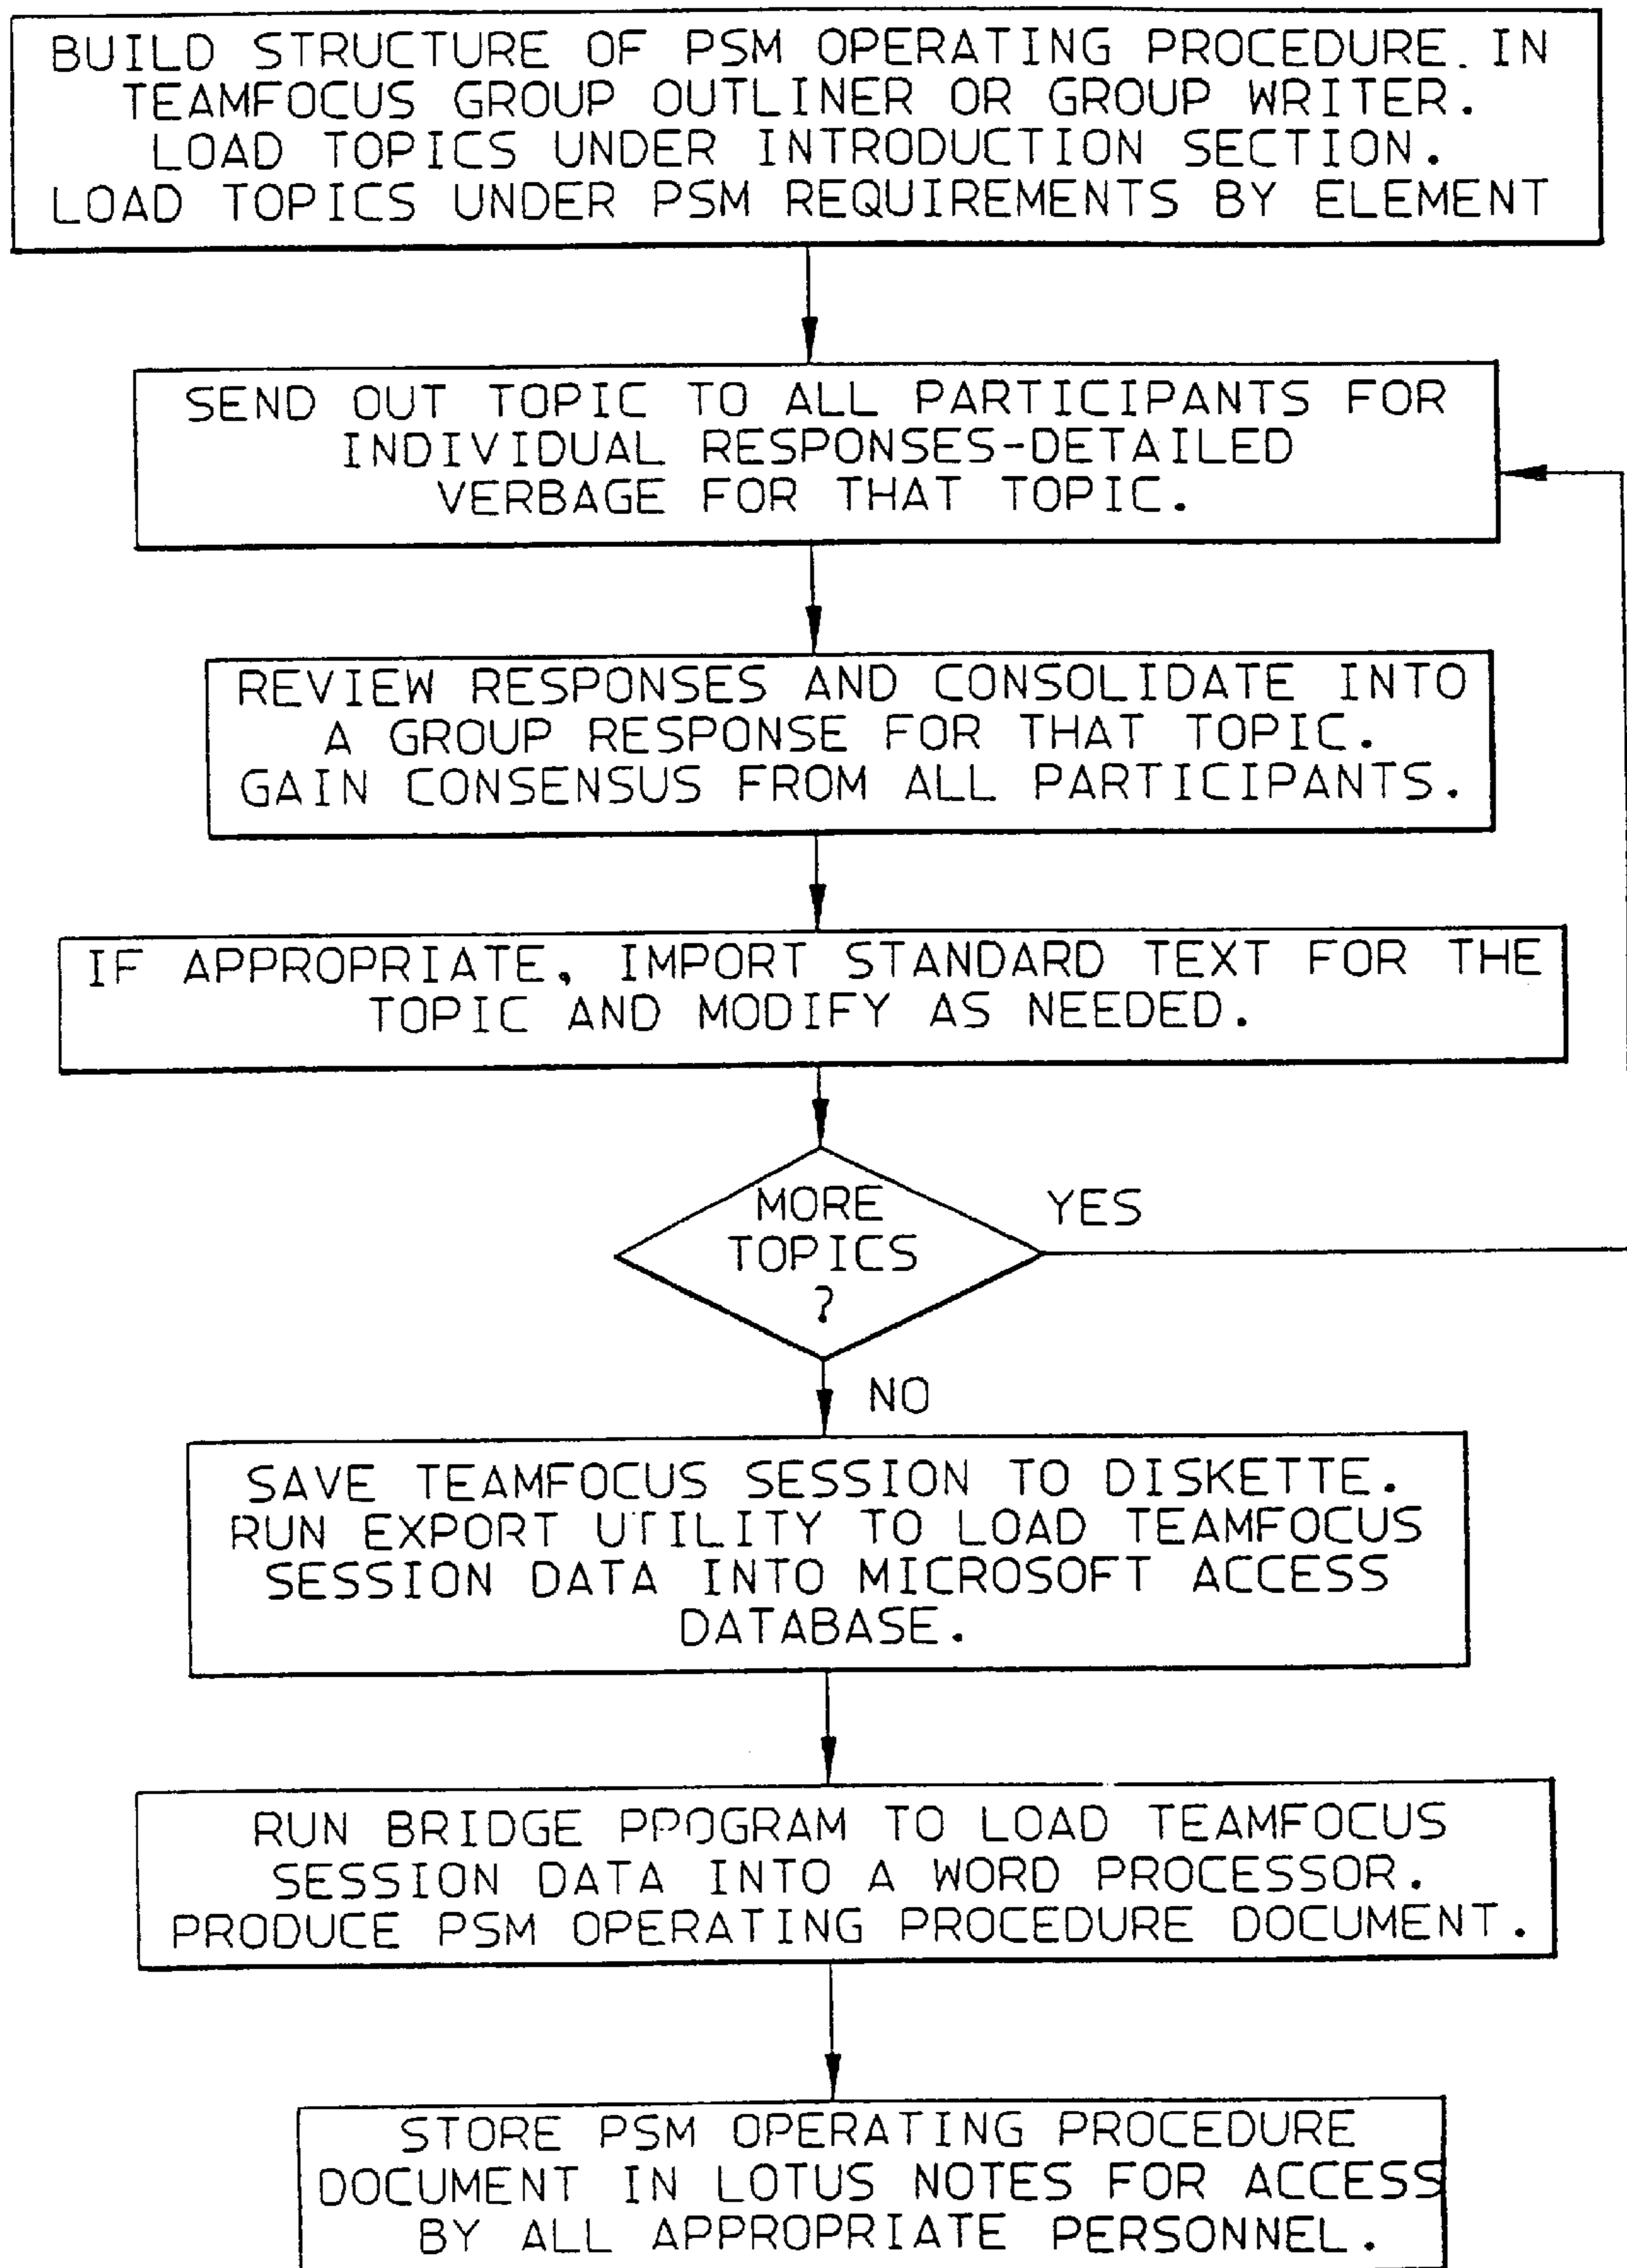 BUILD STRUCTURE OF PSM OPERATING PROCEDURE. IN
TEAMFOCUS GROUP OUTLINER OR GROUP WRITER.
LOAD TOPICS UNDER INTRODUCTION SECTION.
LOAD TOPICS UNDER PSM REQUIREMENTS BY ELEMENT
SEND OUT TOPIC TO ALL PARTICIPANTS FOR
INDIVIDUAL RESPONSES-DETAILED
VERBAGE FOR THAT TOPIC.
REVIEW RESPONSES AND CONSOLIDATE INTO
A GROUP RESPONSE FOR THAT TOPIC.
GAIN CONSENSUS FROM ALL PARTICIPANTS.
IF APPROPRIATE, IMPORT STANDARD TEXT FOR THE
TOPIC AND MODIFY AS NEEDED.
MORE
TOPICS
?
YES
NO
SAVE TEAMFOCUS SESSION TO DISKETTE.
RUN EXPORT UTILITY TO LOAD TEAMFOCUS
SESSION DATA INTO MICROSOFT ACCESS
DATABASE.
RUN BRIDGE PPOGRAM TO LOAD TEAMFOCUS
SESSION DATA INTO A WORD PROCESSOR.
PRODUCE PSM OPERATING PROCEDURE DOCUMENT.
STORE PSM OPERATING PROCEDURE
DOCUMENT IN LOTUS NOTES FOR ACCESS
BY ALL APPROPRIATE PERSONNEL.